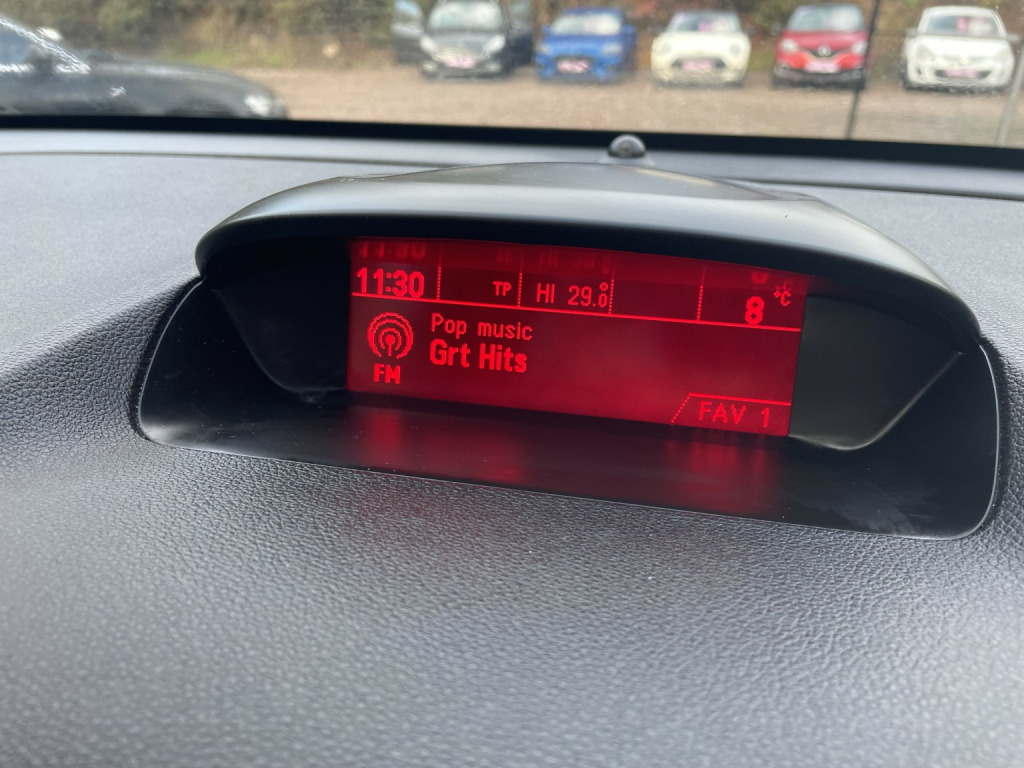 11:30 TP HI 29.0° 8 °C
Pop music
Grt Hits
FM
FAV 1